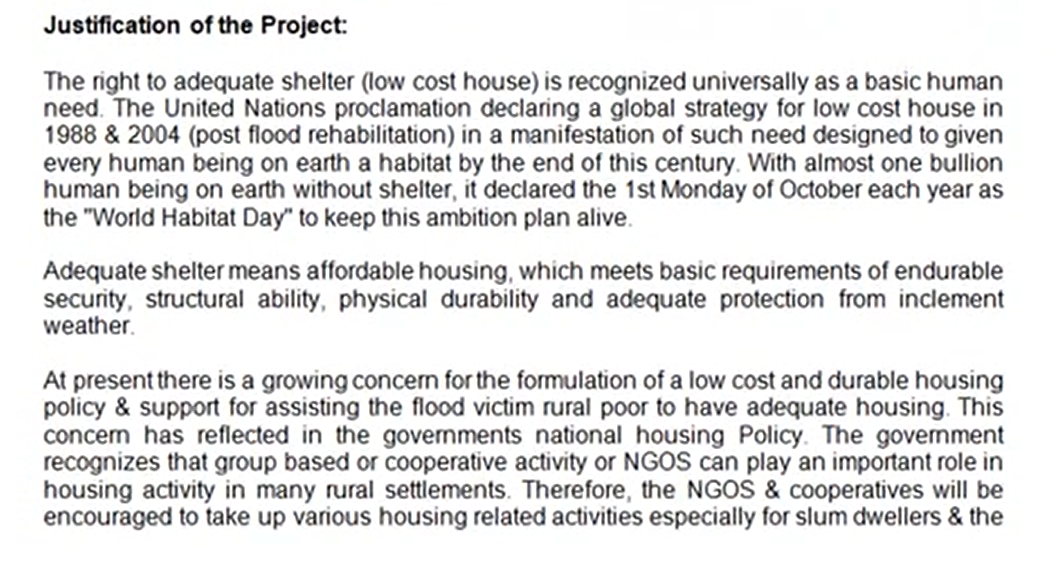 Justification of the Project:
The right to adequate shelter (low cost house) is recognized universally as a basic human
need. The United Nations proclamation declaring a global strategy for low cost house in
1988 & 2004 (post flood rehabilitation) in a manifestation of such need designed to given
every human being on earth a habitat by the end of this century. With almost one bullion
human being on earth without shelter, it declared the 1st Monday of October each year as
the "World Habitat Day" to keep this ambition plan alive.
Adequate shelter means affordable housing, which meets basic requirements of endurable
security, structural ability, physical durability and adequate protection from inclement
weather.
At present there is a growing concern for the formulation of a low cost and durable housing
policy & support for assisting the flood victim rural poor to have adequate housing. This
concern has reflected in the governments national housing Policy. The government
recognizes that group based or cooperative activity or NGOS can play an important role in
housing activity in many rural settlements. Therefore, the NGOS & cooperatives will be
encouraged to take up various housing related activities especially for slum dwellers & the